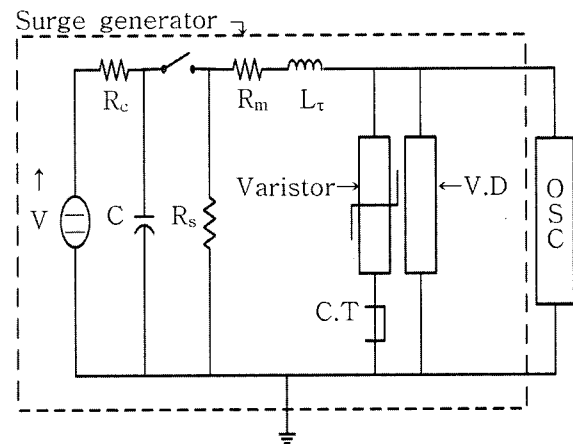 Surge generator
R_c
R_m
L_τ
V
C
R_s
Varistor
V.D
OSC
C.T